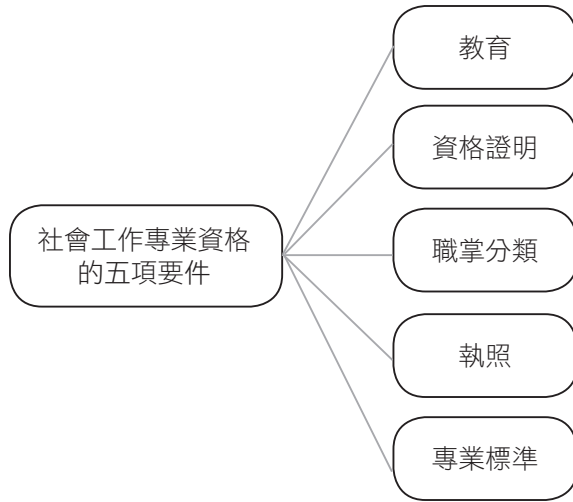 社會工作專業資格
的五項要件
教育
資格證明
職掌分類
執照
專業標準